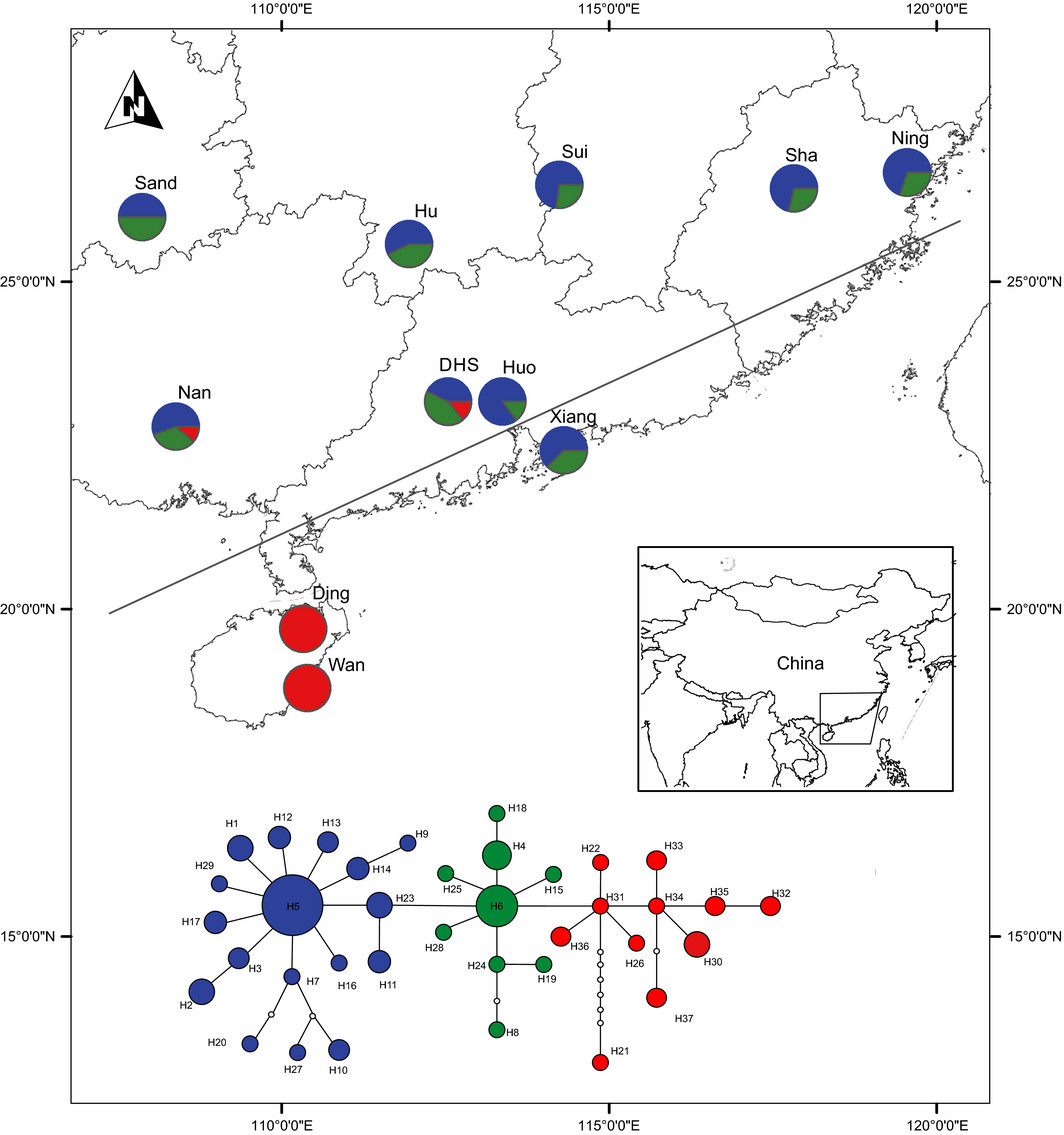 110°0'0"E 115°0'0"E 120°0'0"E
N
Sui
Ning
Sha
Sand
Hu
25°0'0"N 25°0'0"N
DHS Huo
Nan
Xiang
Ding
20°0'0"N 20°0'0"N
Wan
China
H18
H1 H12 H13 H9
H4
H22 H33
H29 H14
H25 H15
H5 H23 H6 H31 H34 H35 H32
H17
H28 H36
H3 H24 H26 H30
H2 H7 H16 H11 H19
15°0'0"N 15°0'0"N
H37
H20 H27 H10 H8
H21
110°0'0"E 115°0'0"E 120°0'0"E